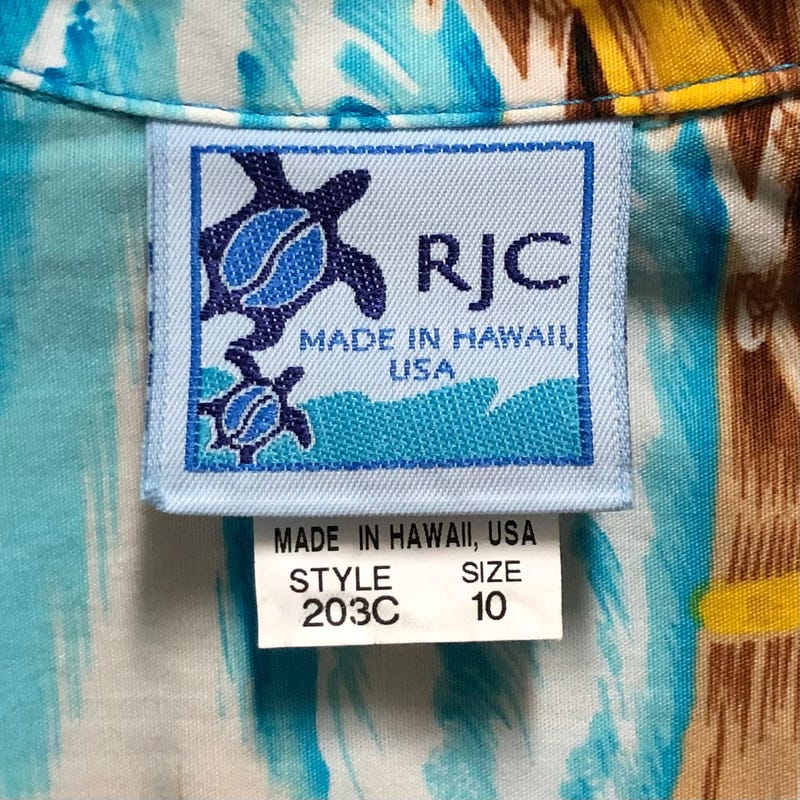 RJC
MADE IN HAWAII,
USA
MADE IN HAWAII, USA
STYLE SIZE
203C 10